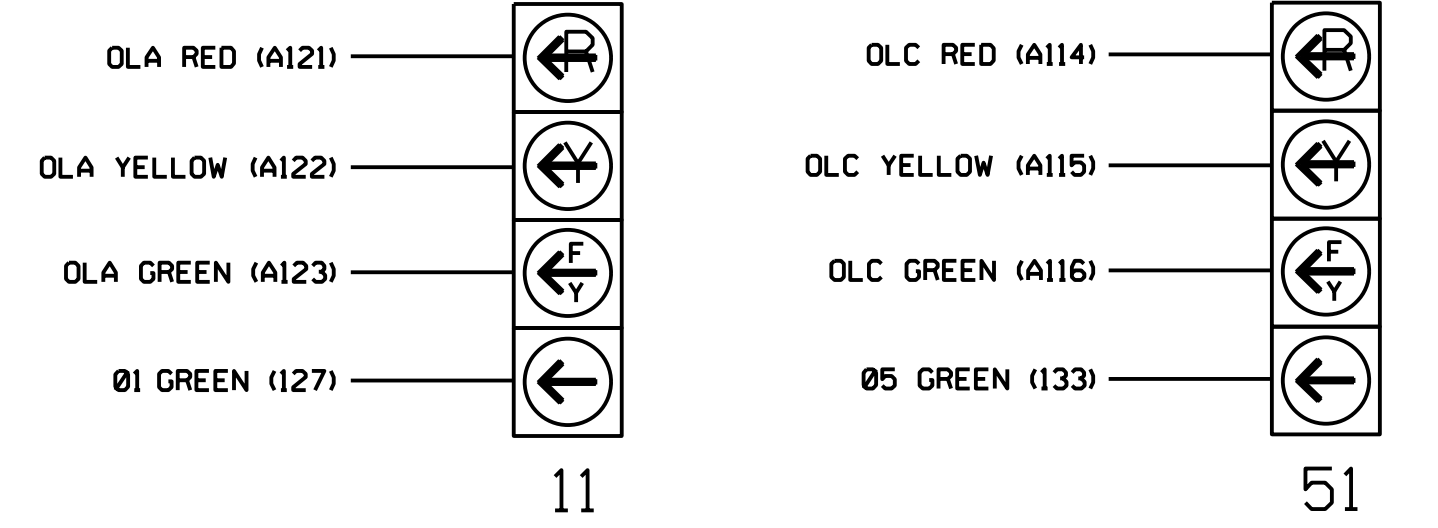 OLA RED (A121)
R
OLA YELLOW (A122)
Y
OLA GREEN (A123)
F
Y
Ø1 GREEN (127)
11
OLC RED (A114)
R
OLC YELLOW (A115)
Y
OLC GREEN (A116)
F
Y
Ø5 GREEN (133)
51